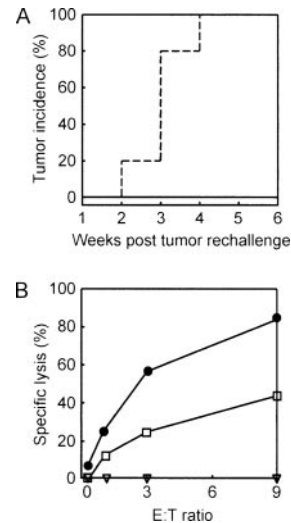 A
Tumor incidence (%)
100
80
60
40
20
0
1 2 3 4 5 6
Weeks post tumor rechallenge
B
Specific lysis (%)
100
80
60
40
20
0
0 3 6 9
E:T ratio